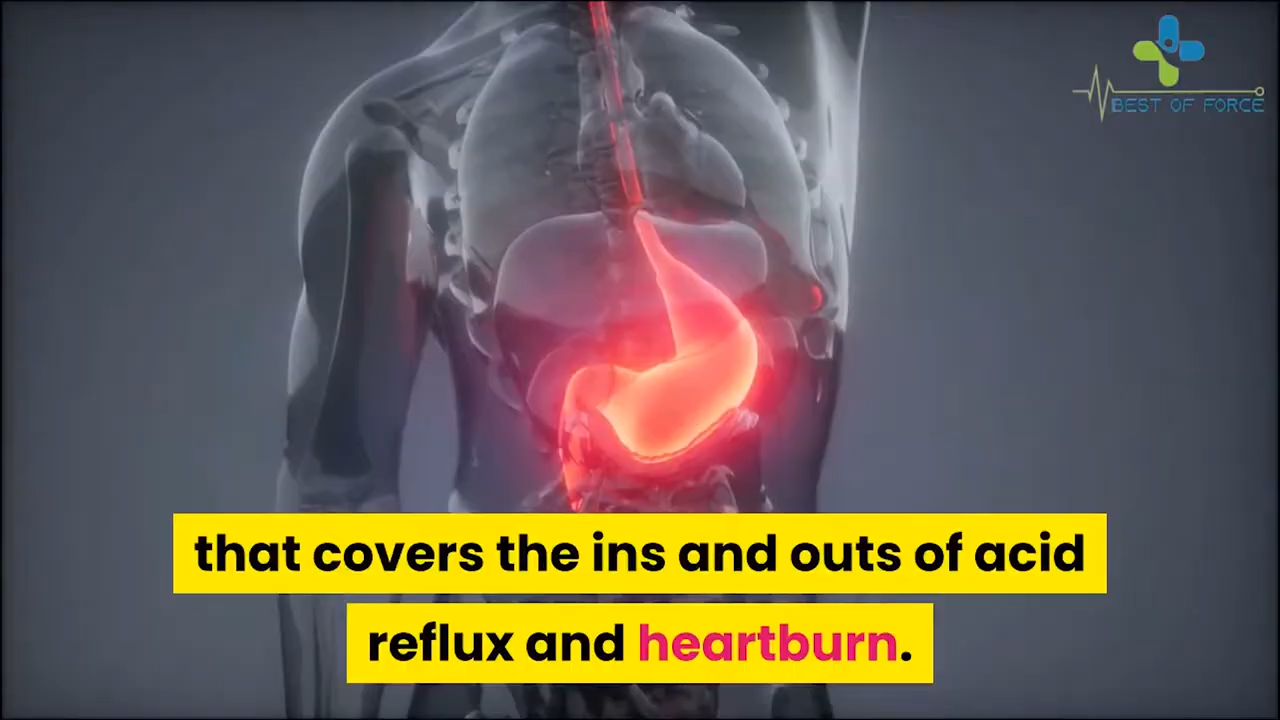 BEST OF FORCE
that covers the ins and outs of acid
reflux and heartburn.